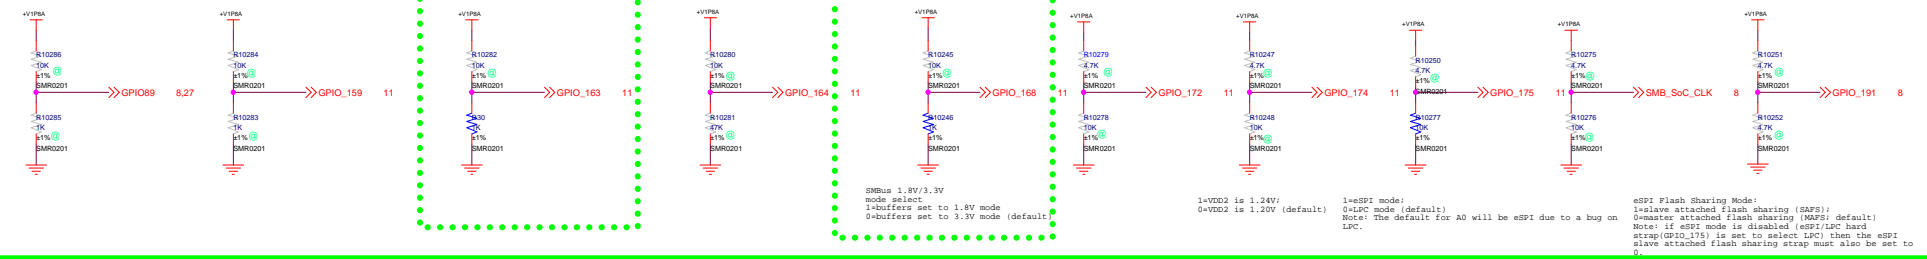 +V1P8A
R10286
10K
±1%
@
SMR0201
GPIO89 8,27
R10285
1K
±1%
@
SMR0201
+V1P8A
R10284
10K
±1%
@
SMR0201
GPIO_159 11
R10283
1K
±1%
@
SMR0201
+V1P8A
R10282
10K
±1%
@
SMR0201
GPIO_163 11
R30
1K
±1%
SMR0201
+V1P8A
R10280
10K
±1%
@
SMR0201
GPIO_164 11
R10281
47K
±1%
@
SMR0201
+V1P8A
R10245
10K
±1%
@
SMR0201
GPIO_168 11
R10246
1K
±1%
SMR0201
SMBus 1.8V/3.3V
mode select
1=buffers set to 1.8V mode
0=buffers set to 3.3V mode (default)
+V1P8A
R10279
4.7K
±1%
@
SMR0201
GPIO_172 11
R10278
10K
±1%
@
SMR0201
+V1P8A
R10247
4.7K
±1%
@
SMR0201
GPIO_174 11
R10248
10K
±1%
@
SMR0201
1=VDD2 is 1.24V;
0=VDD2 is 1.20V (default)
+V1P8A
R10250
4.7K
±1%
@
SMR0201
GPIO_175 11
R10277
10K
±1%
SMR0201
1=eSPI mode;
0=LPC mode (default)
Note: The default for A0 will be eSPI due to a bug on
LPC.
+V1P8A
R10275
4.7K
±1%
@
SMR0201
SMB_SoC_CLK 8
R10276
10K
±1%
@
SMR0201
+V1P8A
R10251
4.7K
±1%
@
SMR0201
GPIO_191 8
R10252
4.7K
±1%
@
SMR0201
eSPI Flash Sharing Mode:
1=slave attached flash sharing (SAFS);
0=master attached flash sharing (MAFS; default)
Note: if eSPI mode is disabled (eSPI/LPC hard
strap(GPIO_175) is set to select LPC) then the eSPI
slave attached flash sharing strap must also be set to
0.